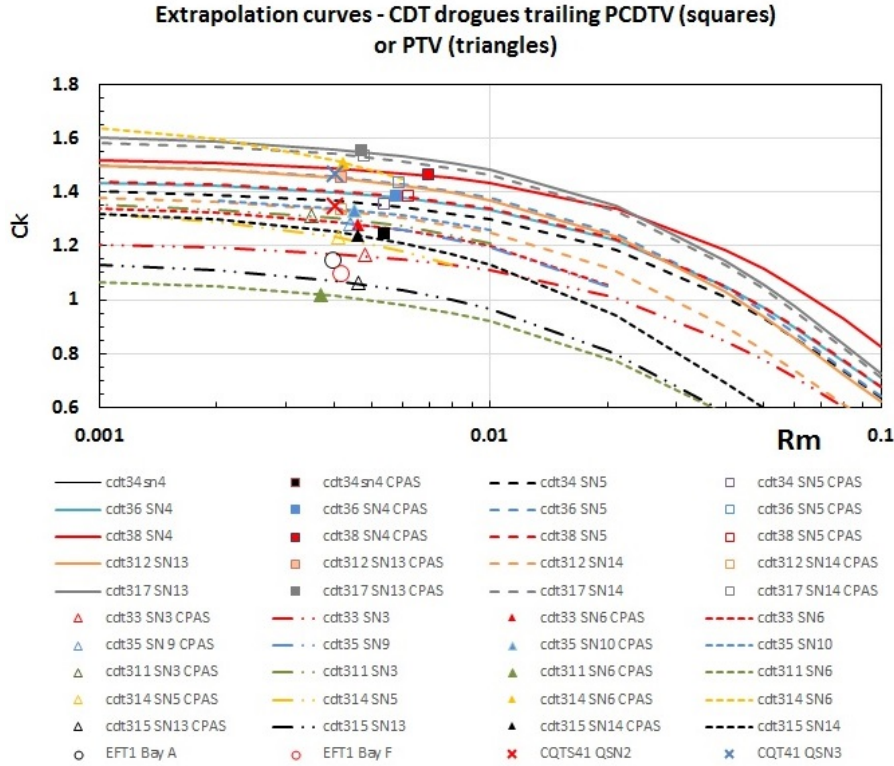 Extrapolation curves - CDT drogues trailing PCDTV (squares)
or PTV (triangles)
1.8
1.6
1.4
1.2
1
0.8
0.6
Ck
0.001
0.01
0.1
Rm
cdt34sn4 cdt34sn4 CPAS cdt34 SN5 cdt34 SN5 CPAS
cdt36 SN4 cdt36 SN4 CPAS cdt36 SN5 cdt36 SN5 CPAS
cdt38 SN4 cdt38 SN4 CPAS cdt38 SN5 cdt38 SN5 CPAS
cdt312 SN13 cdt312 SN13 CPAS cdt312 SN14 cdt312 SN14 CPAS
cdt317 SN13 cdt317 SN13 CPAS cdt317 SN14 cdt317 SN14 CPAS
cdt33 SN3 CPAS cdt33 SN3 cdt33 SN6 CPAS cdt33 SN6
cdt35 SN 9 CPAS cdt35 SN9 cdt35 SN10 CPAS cdt35 SN10
cdt311 SN3 CPAS cdt311 SN3 cdt311 SN6 CPAS cdt311 SN6
cdt314 SN5 CPAS cdt314 SN5 cdt314 SN6 CPAS cdt314 SN6
cdt315 SN13 CPAS cdt315 SN13 cdt315 SN14 CPAS cdt315 SN14
EFT1 Bay A EFT1 Bay F CQTS41 QSN2 CQT41 QSN3